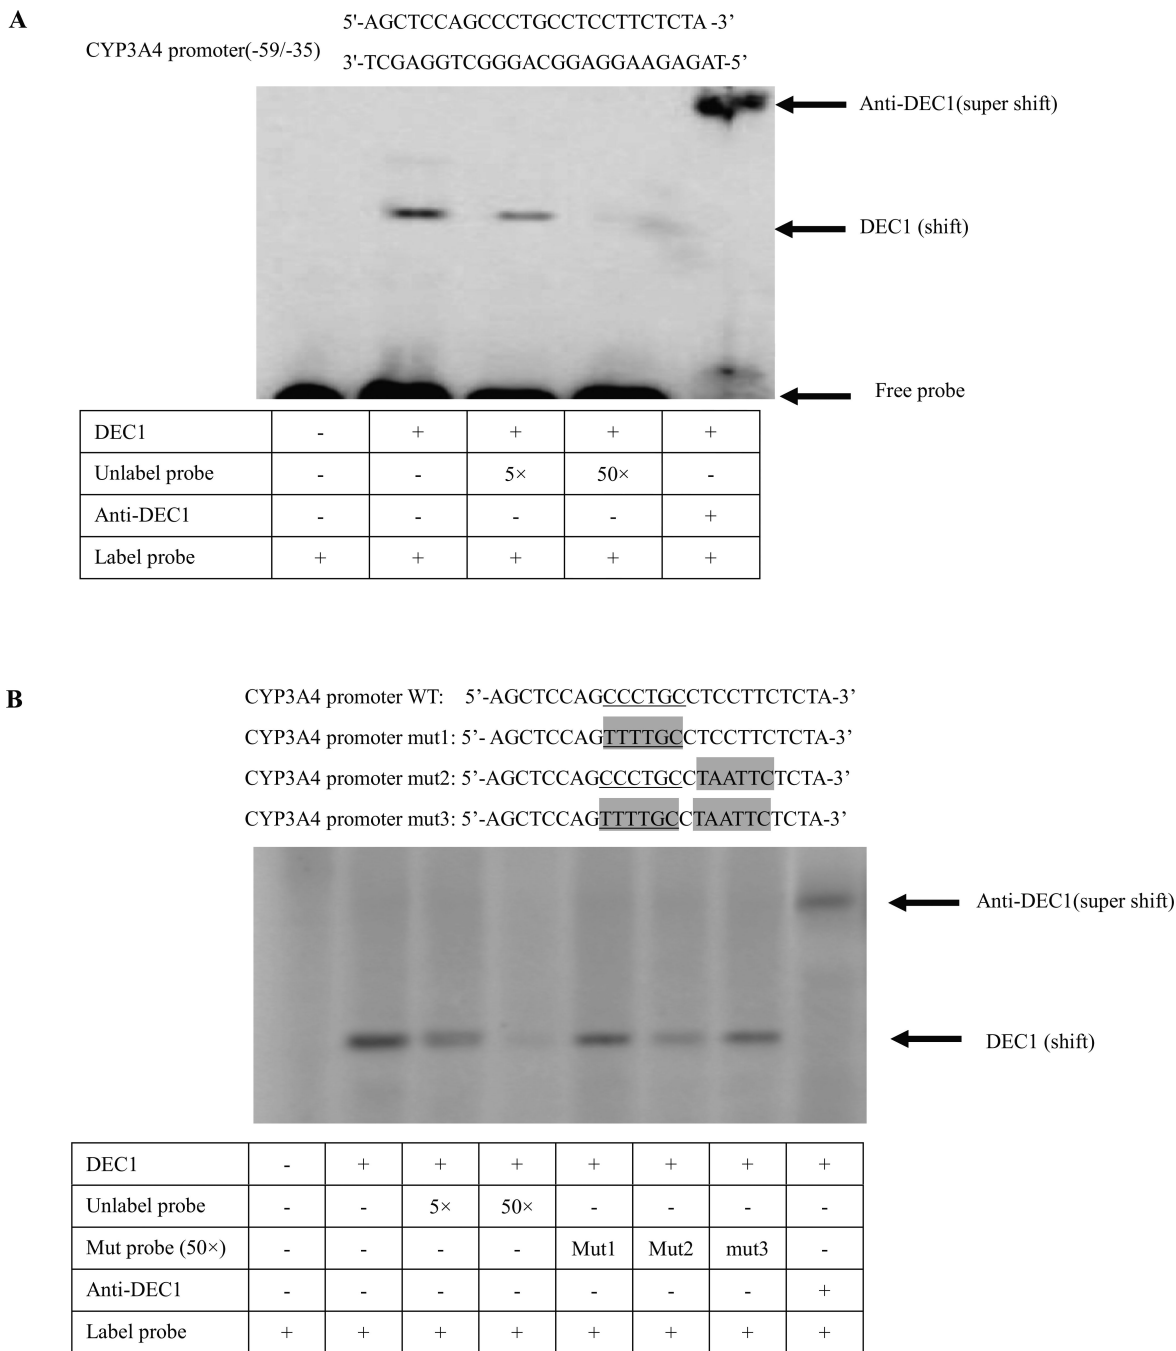 A
5'-AGCTCCAGCCCTGCCTCCTTCTCTA -3’
CYP3A4 promoter(-59/-35)
3'-TCGAGGTCGGGACGGAGGAAGAGAT-5’
Anti-DEC1(super shift)
DEC1 (shift)
Free probe
DEC1 - + + + +
Unlabel probe - - 5× 50× -
Anti-DEC1 - - - - +
Label probe + + + + +
B
CYP3A4 promoter WT: 5’-AGCTCCAGCCCTGCCTCCTTCTCTA-3’
CYP3A4 promoter mut1: 5’- AGCTCCAGTTTTGCCTCCTTCTCTA-3’
CYP3A4 promoter mut2: 5’-AGCTCCAGCCCTGCCTAATTCTCTA-3’
CYP3A4 promoter mut3: 5’-AGCTCCAGTTTTGCCTAATTCTCTA-3’
Anti-DEC1(super shift)
DEC1 (shift)
DEC1 - + + + + + + +
Unlabel probe - - 5× 50× - - - -
Mut probe (50×) - - - - Mut1 Mut2 mut3 -
Anti-DEC1 - - - - - - - +
Label probe + + + + + + + +